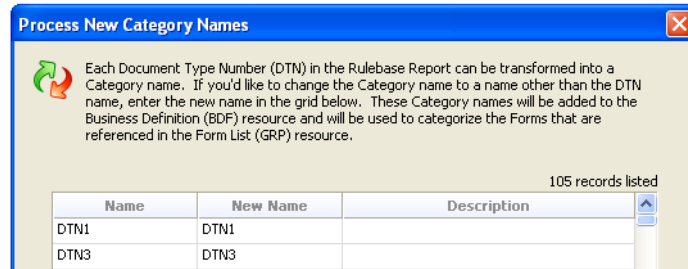 Process New Category Names
Each Document Type Number (DTN) in the Rulebase Report can be transformed into a
Category name. If you'd like to change the Category name to a name other than the DTN
name, enter the new name in the grid below. These Category names will be added to the
Business Definition (BDF) resource and will be used to categorize the Forms that are
referenced in the Form List (GRP) resource.
105 records listed
Name New Name Description
DTN1 DTN1
DTN3 DTN3